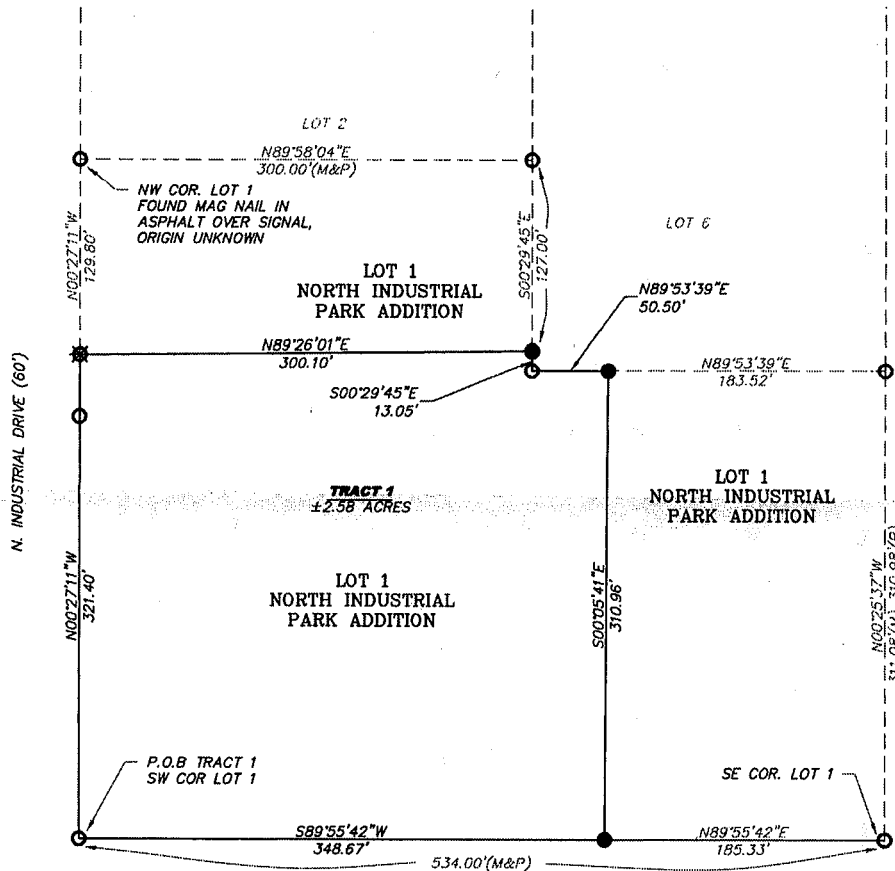 LOT 2
N89°58'04"E
300.00'(M&P)
NW COR. LOT 1
FOUND MAG NAIL IN
ASPHALT OVER SIGNAL,
ORIGIN UNKNOWN
N00°27'11"W
129.80'
S00°29'45"E
127.00'
LOT 6
LOT 1
NORTH INDUSTRIAL
PARK ADDITION
N89°53'39"E
50.50'
N89°26'01"E
300.10'
N89°53'39"E
183.52'
S00°29'45"E
13.05'
N. INDUSTRIAL DRIVE (60')
TRACT 1
±2.58 ACRES
LOT 1
NORTH INDUSTRIAL
PARK ADDITION
LOT 1
NORTH INDUSTRIAL
PARK ADDITION
N00°27'11"W
321.40'
S00°05'41"E
310.96'
N00°25'37"W
311.08'(M) 310.98'(P)
P.O.B TRACT 1
SW COR LOT 1
SE COR. LOT 1
S89°55'42"W
348.67'
N89°55'42"E
185.33'
534.00'(M&P)